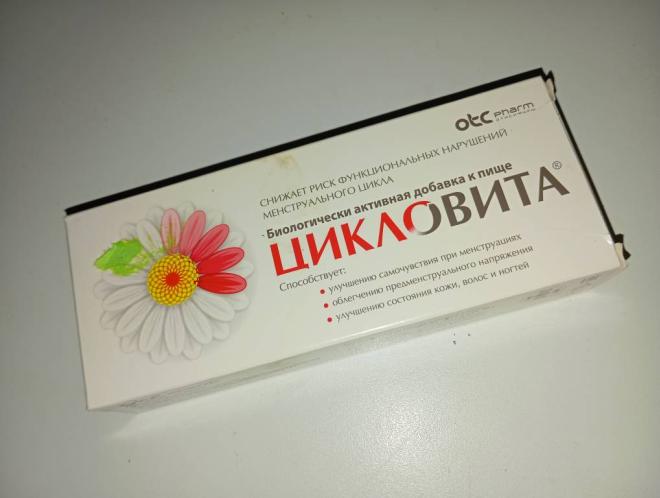 otc pharm
СНИЖАЕТ РИСК ФУНКЦИОНАЛЬНЫХ НАРУШЕНИЙ
МЕНСТРУАЛЬНОГО ЦИКЛА
Биологически активная добавка к пище
ЦИКЛОВИТА®
Способствует:
• улучшению самочувствия при менструациях
• облегчению предменструального напряжения
• улучшению состояния кожи, волос и ногтей